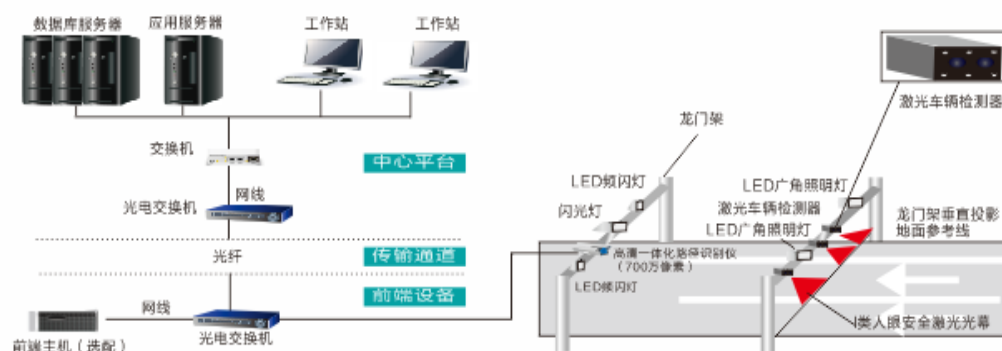 数据库服务器
应用服务器
工作站
工作站
交换机
中心平台
网线
光电交换机
光纤
传输通道
前端设备
网线
光电交换机
前端主机（选配）
激光车辆检测器
龙门架
LED频闪灯
闪光灯
高清一体化路径识别仪
（700万像素）
LED频闪灯
LED广角照明灯
激光车辆检测器
LED广角照明灯
龙门架垂直投影
地面参考线
I类人眼安全激光光幕